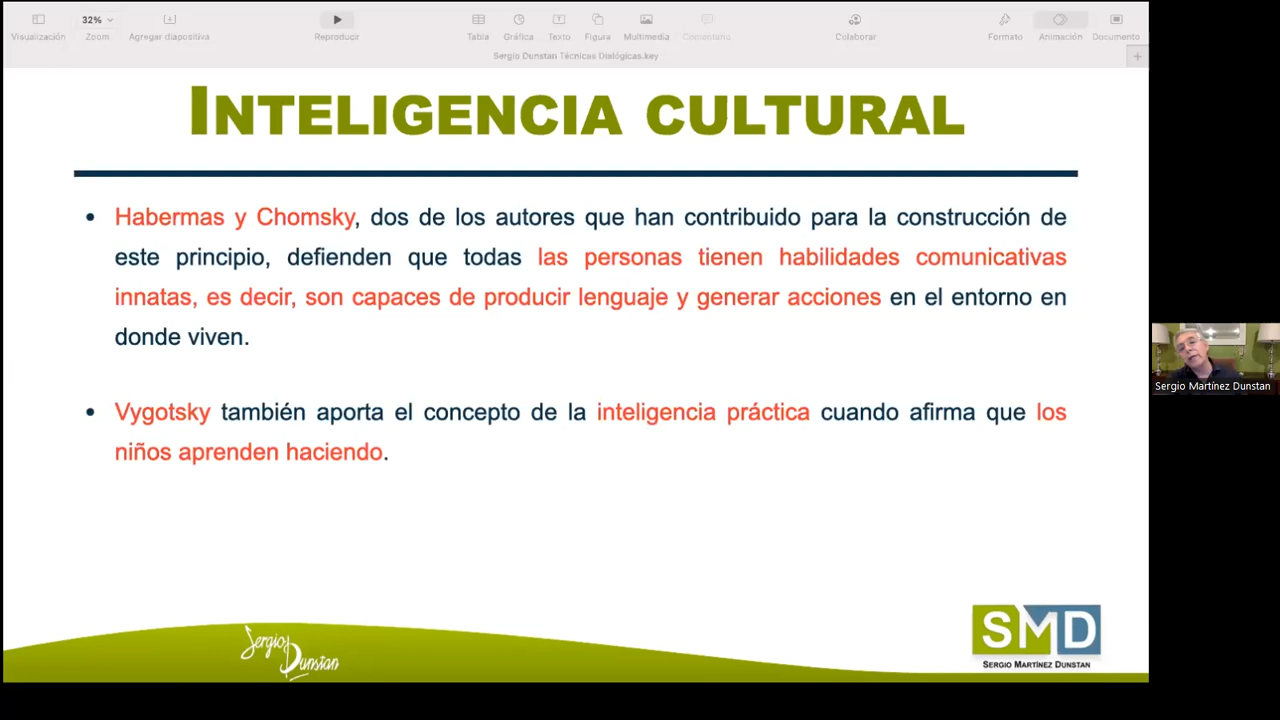 32%
Visualización Zoom Agregar diapositiva Reproducir Tabla Gráfica Texto Figura Multimedia Comentario Colaborar Formato Animación Documento
Sergio Dunstan Técnicas Dialógicas.key
INTELIGENCIA CULTURAL
• Habermas y Chomsky, dos de los autores que han contribuido para la construcción de
este principio, defienden que todas las personas tienen habilidades comunicativas
innatas, es decir, son capaces de producir lenguaje y generar acciones en el entorno en
donde viven.
• Vygotsky también aporta el concepto de la inteligencia práctica cuando afirma que los
niños aprenden haciendo.
Sergio Martínez Dunstan
Sergio
Dunstan
SMD
SERGIO MARTÍNEZ DUNSTAN